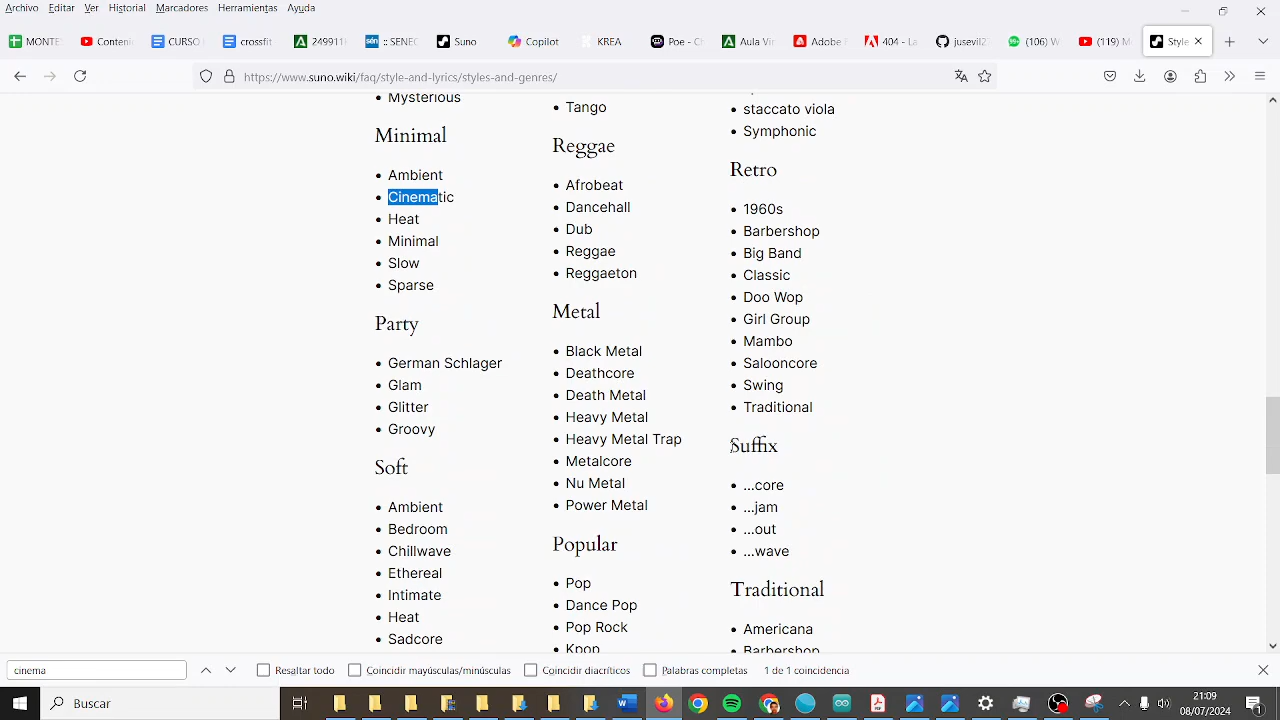 Archivo Editar Ver Historial Marcadores Herramientas Ayuda
MONTE Conteni CURSO crossfit 249911 :: SENEC Suno Copilot KREA Poe - Ch Aula Vir Adobe F 404 - La jusevil2 (106) W (119) M Style
https://www.suno.wiki/faq/style-and-lyrics/styles-and-genres/
Mysterious
Minimal
Ambient
Cinematic
Heat
Minimal
Slow
Sparse
Party
German Schlager
Glam
Glitter
Groovy
Soft
Ambient
Bedroom
Chillwave
Ethereal
Intimate
Heat
Sadcore
Tango
Reggae
Afrobeat
Dancehall
Dub
Reggae
Reggaeton
Metal
Black Metal
Deathcore
Death Metal
Heavy Metal
Heavy Metal Trap
Metalcore
Nu Metal
Power Metal
Popular
Pop
Dance Pop
Pop Rock
Kpop
staccato viola
Symphonic
Retro
1960s
Barbershop
Big Band
Classic
Doo Wop
Girl Group
Mambo
Salooncore
Swing
Traditional
Suffix
...core
...jam
...out
...wave
Traditional
Americana
Barbershop
cinema Resaltar todo Coincidir mayúsculas/minúsculas Coincidir diacríticos Palabras completas 1 de 1 coincidencia
Buscar
21:09
08/07/2024